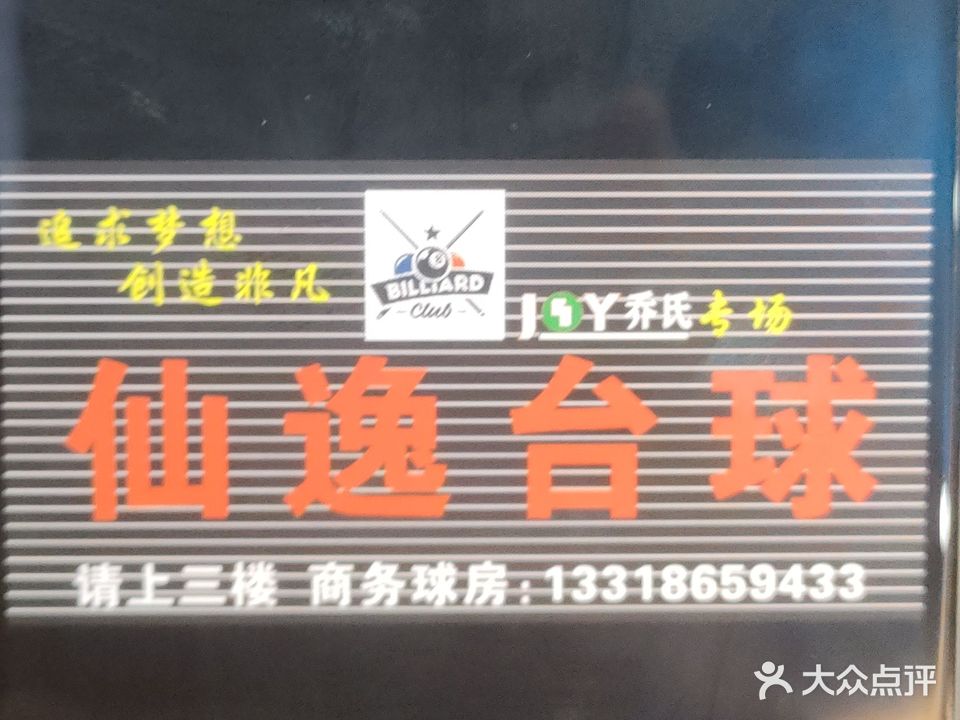 追求梦想
创造非凡
BILLIARD
Club
JOY乔氏专场
仙逸台球
请上三楼 商务球房:13318659433
大众点评